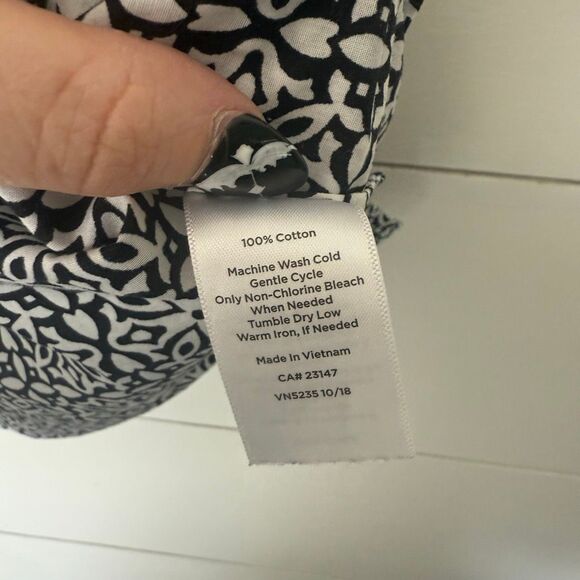 100% Cotton
Machine Wash Cold
Gentle Cycle
Only Non-Chlorine Bleach
When Needed
Tumble Dry Low
Warm Iron, If Needed
Made in Vietnam
CA# 23147
VN5235 10/18